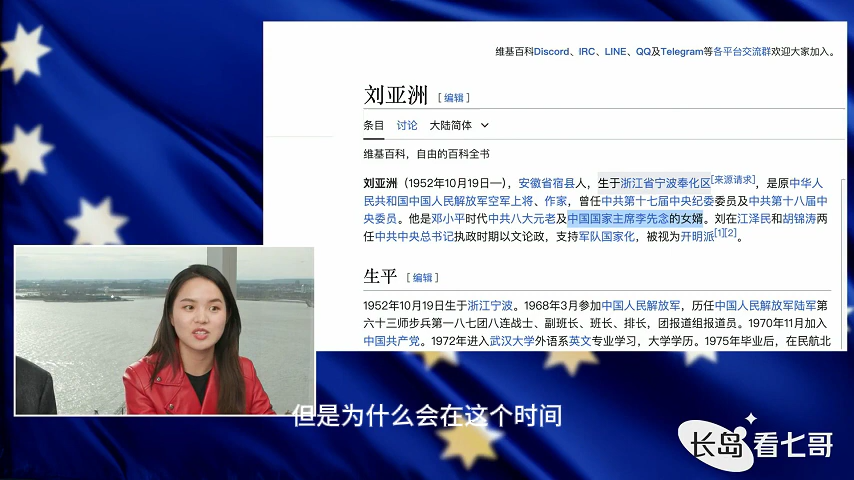 维基百科Discord、IRC、LINE、QQ及Telegram等各平台交流群欢迎大家加入。
刘亚洲 [ 编辑 ]
条目 讨论 大陆简体
维基百科，自由的百科全书
刘亚洲（1952年10月19日—），安徽省宿县人，生于浙江省宁波奉化区[来源请求]，是原中华人
民共和国中国人民解放军空军上将、作家，曾任中共第十七届中央纪委委员及中共第十八届中
央委员。他是邓小平时代中共八大元老及中国国家主席李先念的女婿。刘在江泽民和胡锦涛两
任中共中央总书记执政时期以文论政，支持军队国家化，被视为开明派[1][2]。
生平 [ 编辑 ]
1952年10月19日生于浙江宁波。1968年3月参加中国人民解放军，历任中国人民解放军陆军第
六十三师步兵第一八七团八连战士、副班长、班长、排长，团报道组报道员。1970年11月加入
中国共产党。1972年进入武汉大学外语系英文专业学习，大学学历。1975年毕业后，在民航北
但是为什么会在这个时间
长岛看七哥